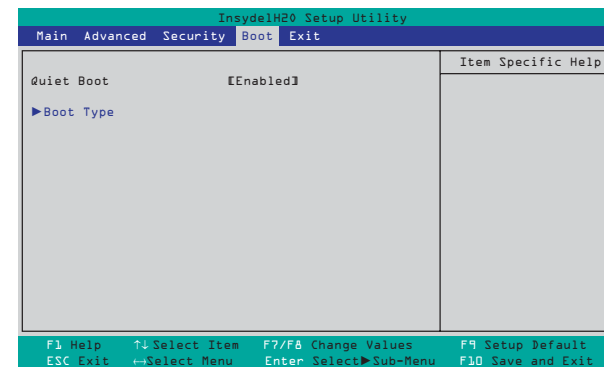 InsydelH20 Setup Utility
Main Advanced Security Boot Exit
Item Specific Help
Quiet Boot [Enabled]
►Boot Type
F1 Help ↑↓Select Item F7/F8 Change Values F9 Setup Default
ESC Exit ↔Select Menu Enter Select►Sub-Menu F10 Save and Exit